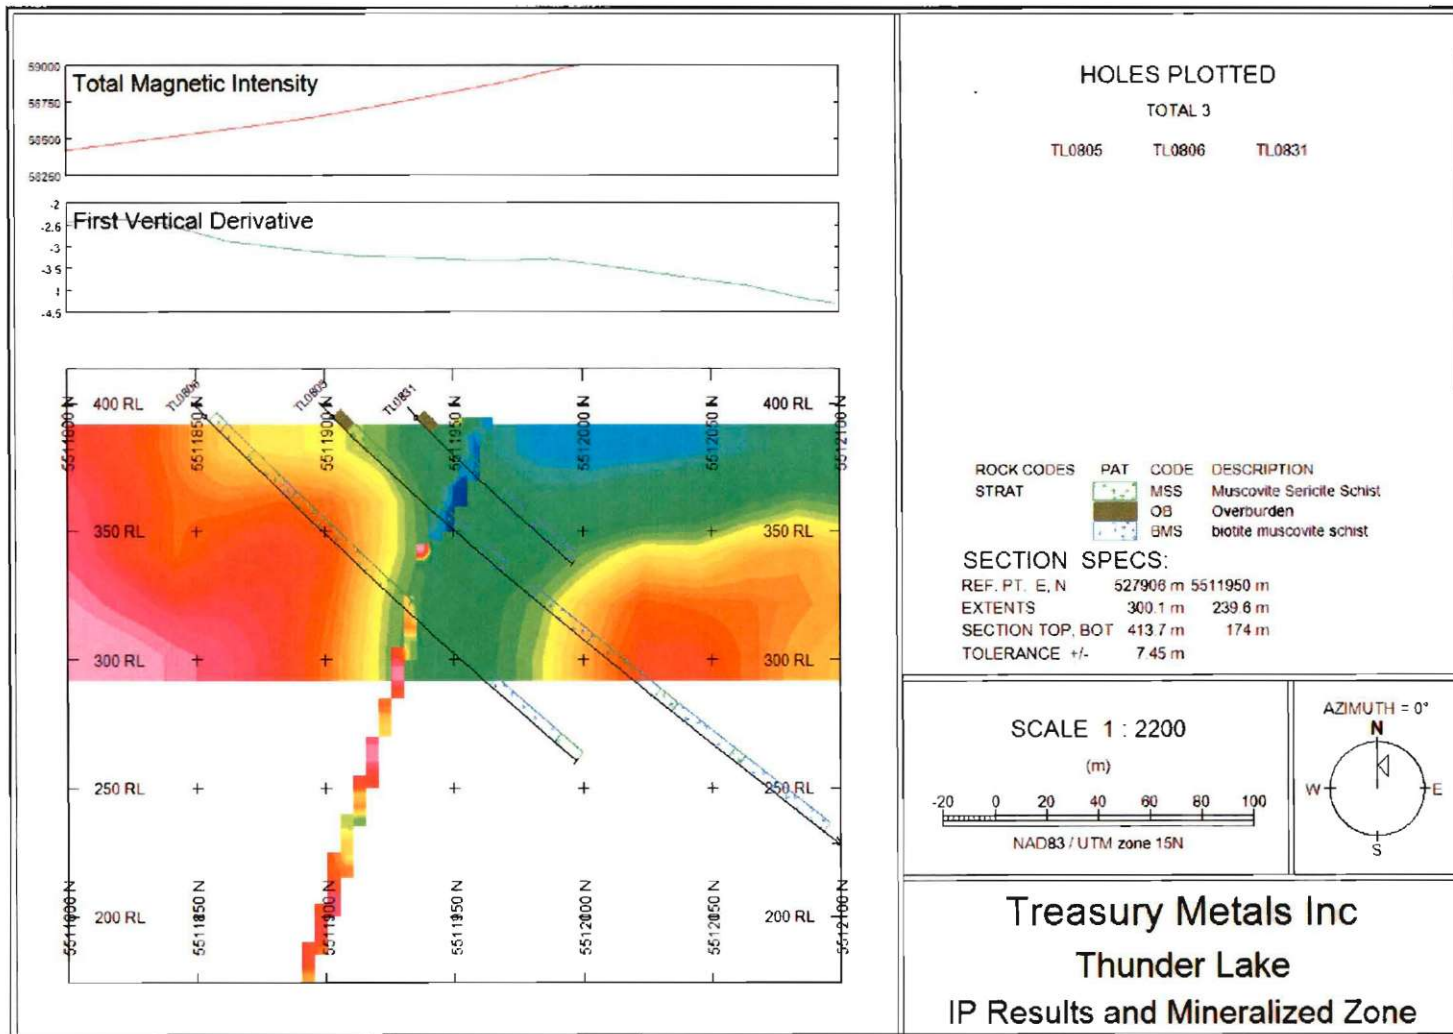 Total Magnetic Intensity
59000
58750
58500
58250
First Vertical Derivative
-2
-2.5
-3
-3.5
-4.5
TL0806
TL0805
TL0831
5511000 N
5511850 N
5511900 N
5511950 N
5512000 N
5512050 N
5512100 N
400 RL
400 RL
350 RL
350 RL
300 RL
300 RL
250 RL
250 RL
200 RL
200 RL
5511000 N
5511850 N
5511900 N
5511950 N
5512000 N
5512050 N
5512100 N
HOLES PLOTTED
TOTAL 3
TL0805 TL0806 TL0831
ROCK CODES PAT CODE DESCRIPTION
STRAT MSS Muscovite Sericite Schist
OB Overburden
BMS biotite muscovite schist
SECTION SPECS:
REF. PT. E, N 527906 m 5511950 m
EXTENTS 300.1 m 239.6 m
SECTION TOP, BOT 413.7 m 174 m
TOLERANCE +/- 7.45 m
SCALE 1 : 2200
(m)
-20 0 20 40 60 80 100
NAD83 / UTM zone 15N
AZIMUTH = 0°
N
W E
S
Treasury Metals Inc
Thunder Lake
IP Results and Mineralized Zone